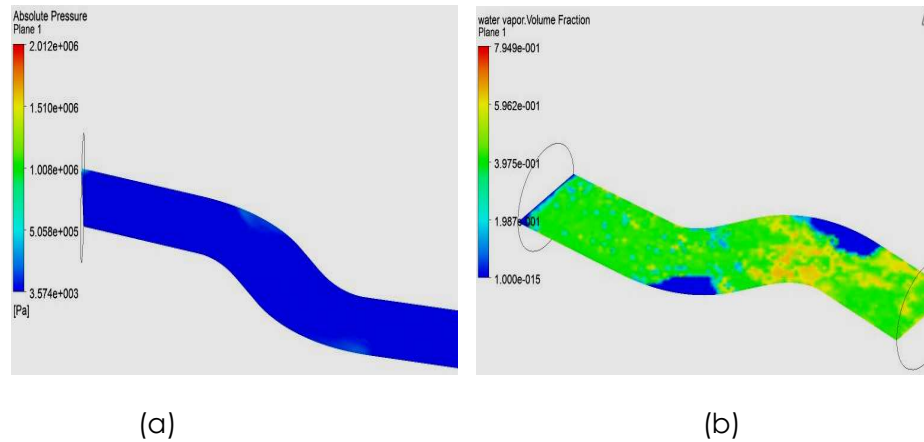 Absolute Pressure
Plane 1
2.012e+006
1.510e+006
1.008e+006
5.058e+005
3.574e+003
[Pa]
water vapor.Volume Fraction
Plane 1
7.949e-001
5.962e-001
3.975e-001
1.987e-001
1.000e-015
(a)
(b)